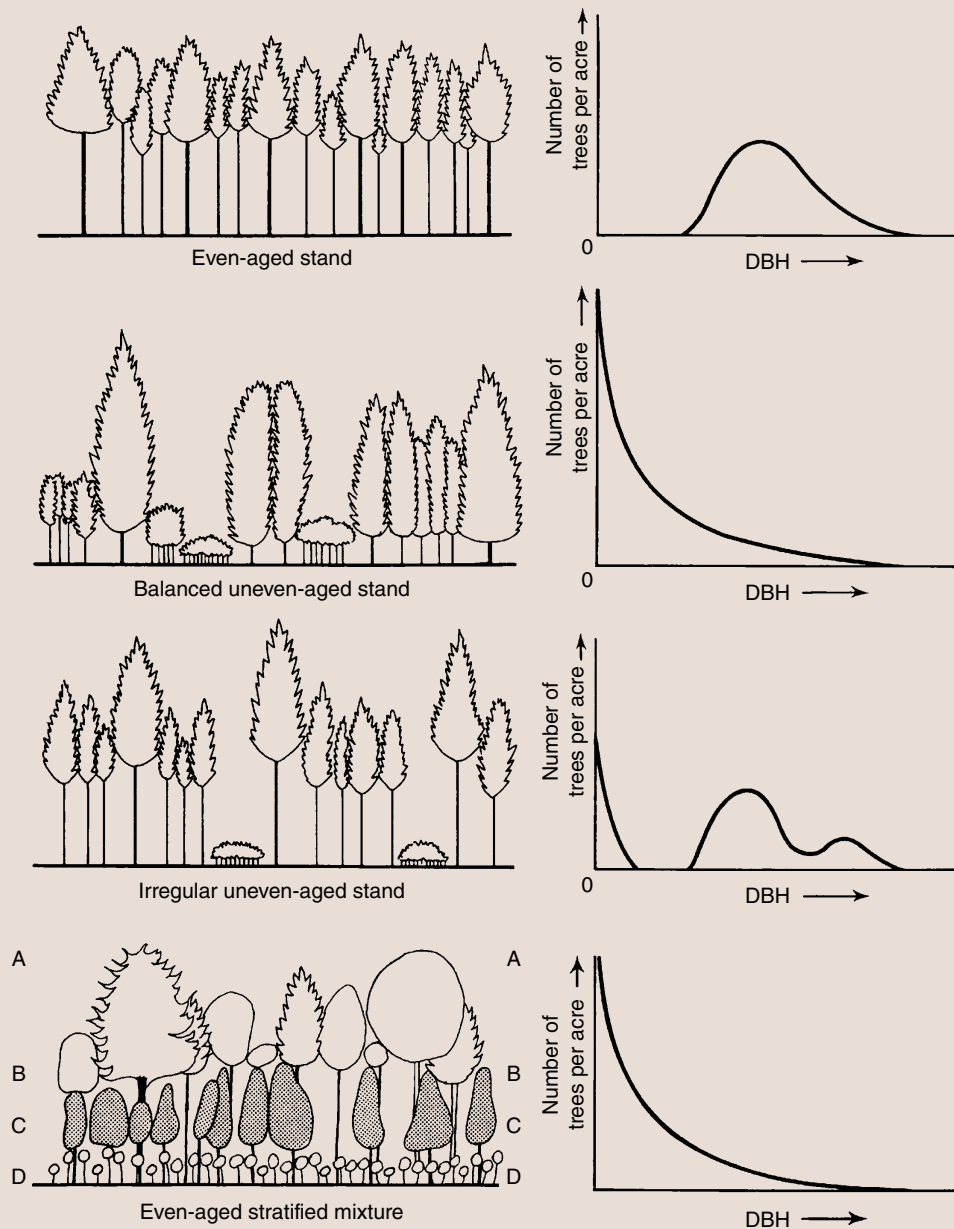 Number of
trees per acre
0
DBH
Even-aged stand
Number of
trees per acre
0
DBH
Balanced uneven-aged stand
Number of
trees per acre
0
DBH
Irregular uneven-aged stand
A
A
B
B
C
C
D
D
Number of
trees per acre
DBH
Even-aged stratified mixture